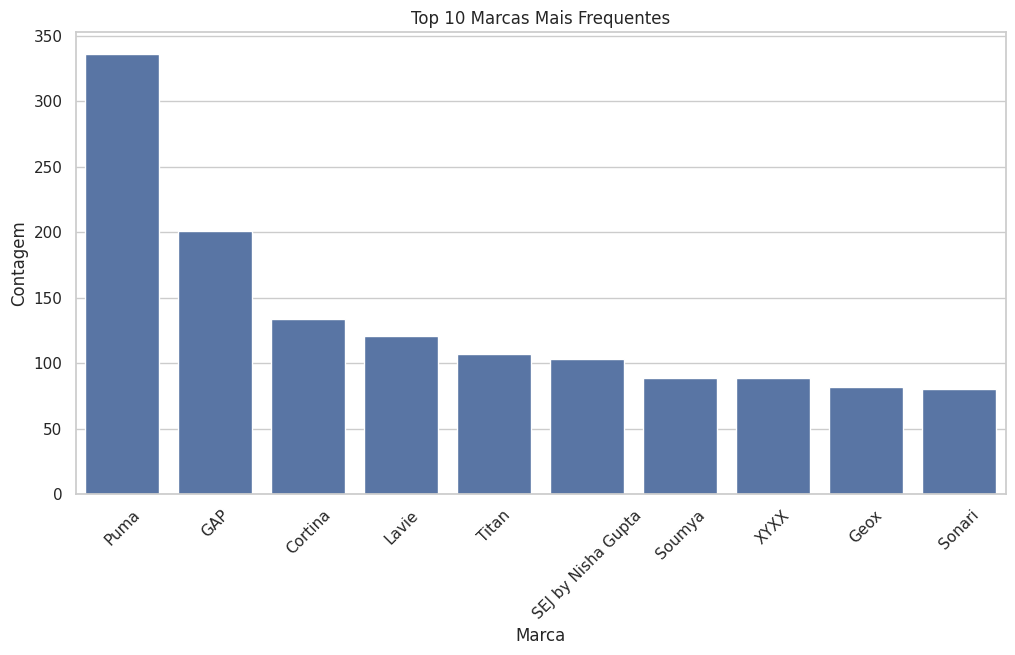 Top 10 Marcas Mais Frequentes
Contagem
350
300
250
200
150
100
50
0
Puma
GAP
Cortina
Lavie
Titan
SEJ by Nisha Gupta
Soumya
XYXX
Geox
Sonari
Marca